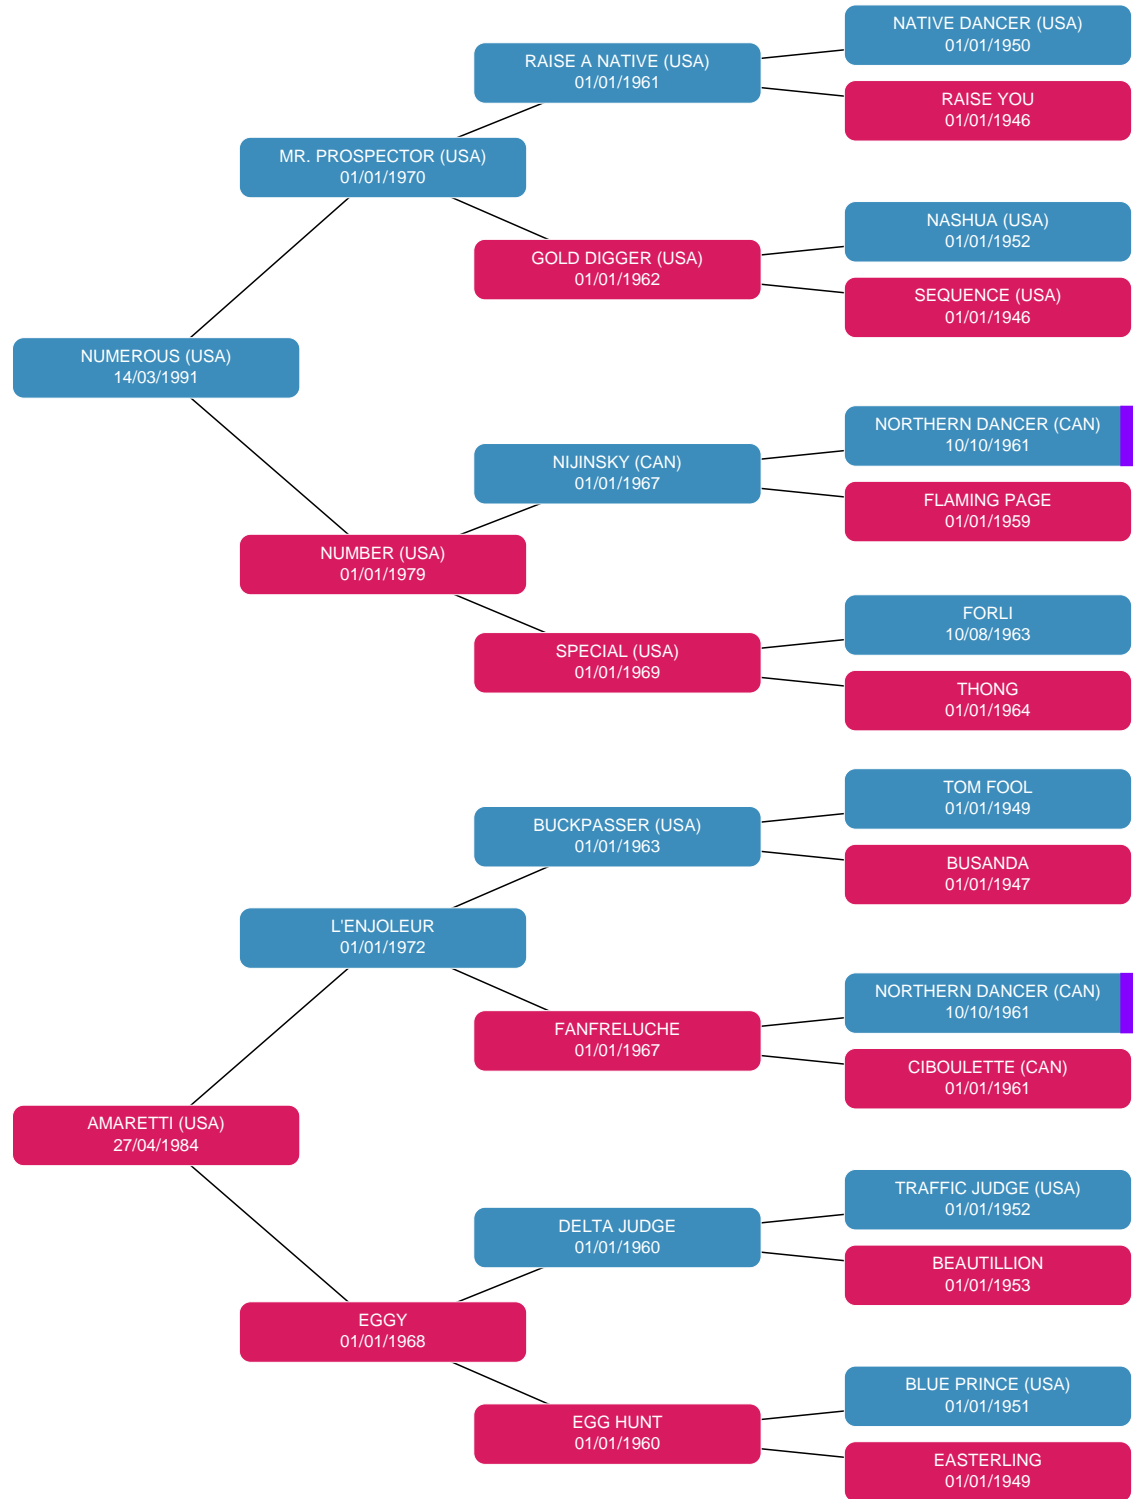 NATIVE DANCER (USA)
01/01/1950
RAISE A NATIVE (USA)
01/01/1961
RAISE YOU
01/01/1946
MR. PROSPECTOR (USA)
01/01/1970
NASHUA (USA)
01/01/1952
GOLD DIGGER (USA)
01/01/1962
SEQUENCE (USA)
01/01/1946
NUMEROUS (USA)
14/03/1991
NORTHERN DANCER (CAN)
10/10/1961
NIJINSKY (CAN)
01/01/1967
FLAMING PAGE
01/01/1959
NUMBER (USA)
01/01/1979
FORLI
10/08/1963
SPECIAL (USA)
01/01/1969
THONG
01/01/1964
TOM FOOL
01/01/1949
BUCKPASSER (USA)
01/01/1963
BUSANDA
01/01/1947
L'ENJOLEUR
01/01/1972
NORTHERN DANCER (CAN)
10/10/1961
FANFRELUCHE
01/01/1967
CIBOULETTE (CAN)
01/01/1961
AMARETTI (USA)
27/04/1984
TRAFFIC JUDGE (USA)
01/01/1952
DELTA JUDGE
01/01/1960
BEAUTILLION
01/01/1953
EGGY
01/01/1968
BLUE PRINCE (USA)
01/01/1951
EGG HUNT
01/01/1960
EASTERLING
01/01/1949